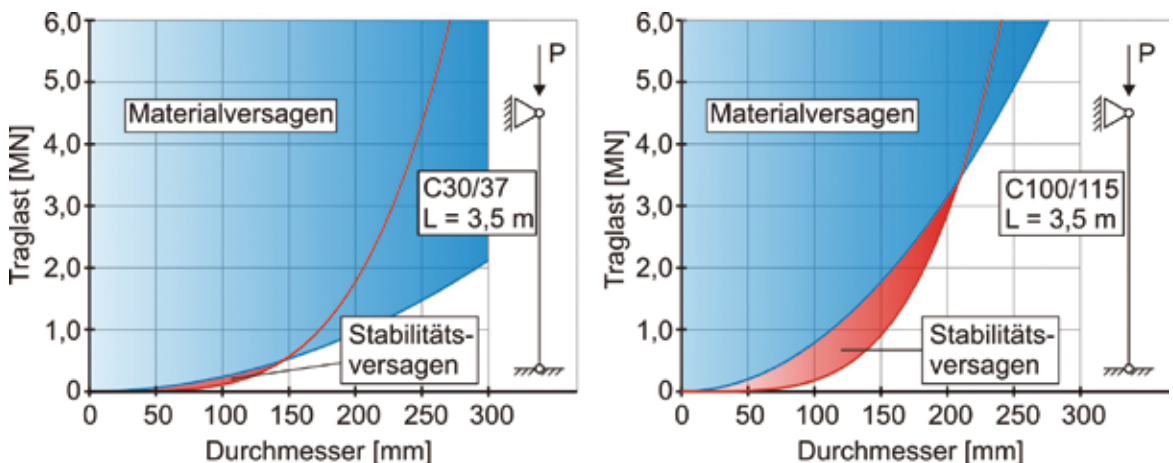 Traglast [MN]
6,0
5,0
4,0
3,0
2,0
1,0
0
Materialversagen
P
C30/37
L = 3,5 m
Stabilitäts-
versagen
0 50 100 150 200 250 300
Durchmesser [mm]
Traglast [MN]
6,0
5,0
4,0
3,0
2,0
1,0
0
Materialversagen
P
C100/115
L = 3,5 m
Stabilitäts-
versagen
0 50 100 150 200 250 300
Durchmesser [mm]